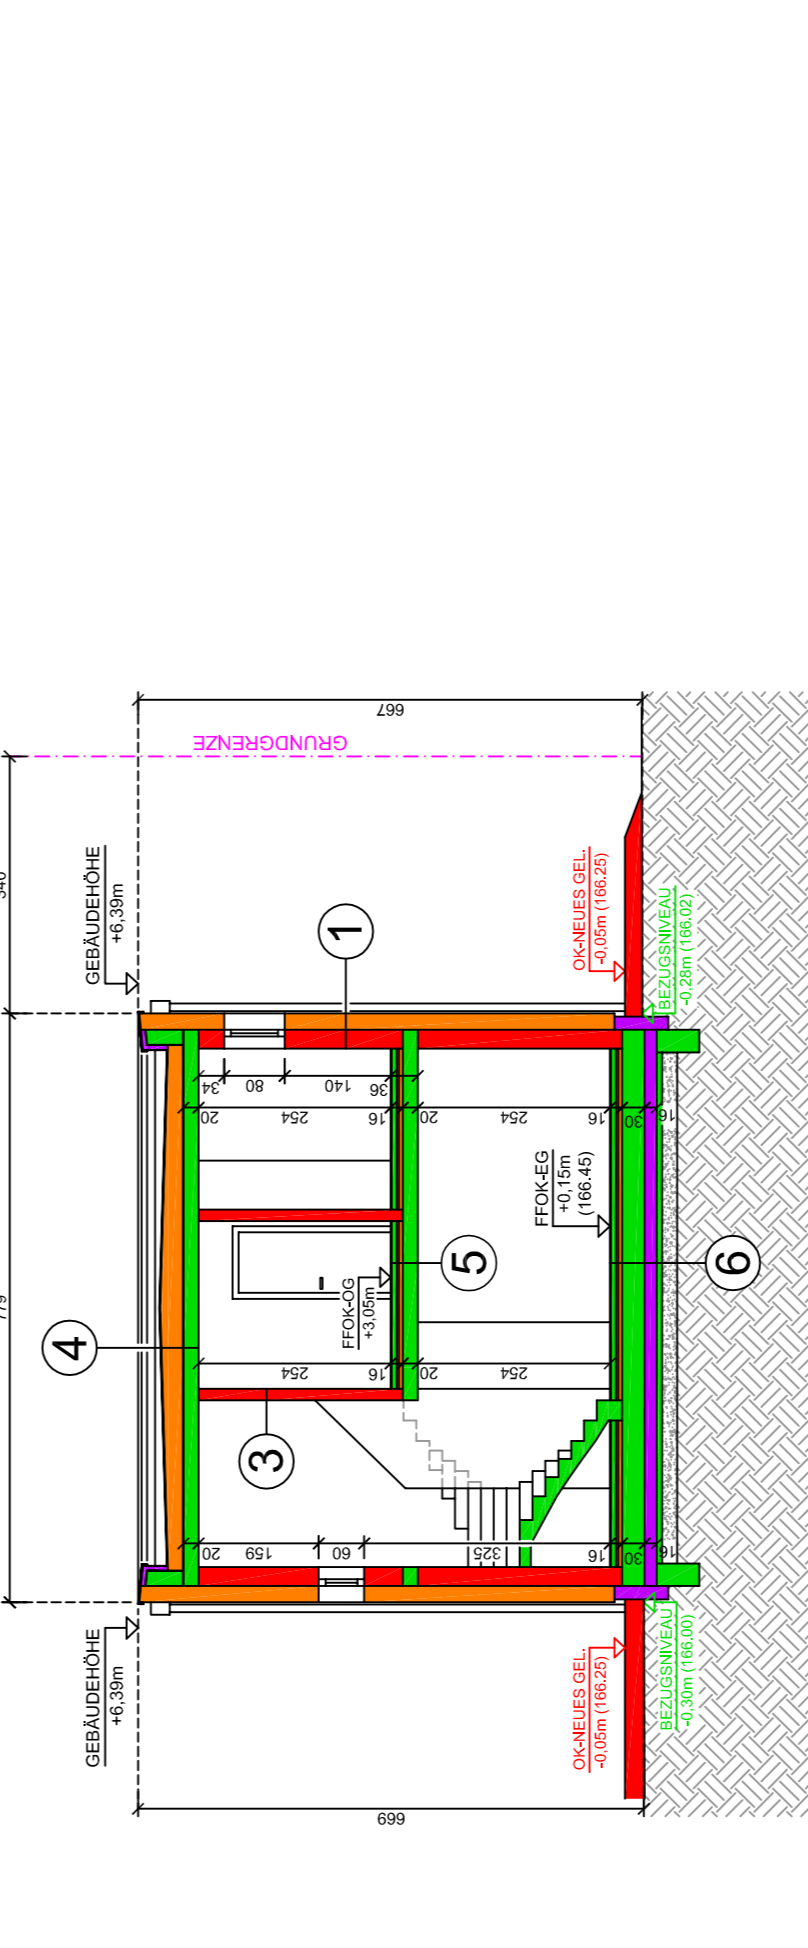 GEBÄUDEHÖHE
+6,39m
GEBÄUDEHÖHE
+6,39m
GRUNDGRENZE
667
669
4
1
3
5
6
34
80
140
36
20
254
16
20
254
16
30
16
254
16
20
254
20
159
60
325
16
30
16
FFOK-OG
+3,05m
FFOK-EG
+0,15m
(166.45)
OK-NEUES GEL.
-0,05m (166.25)
BEZUGSNIVEAU
-0,28m (166.02)
OK-NEUES GEL.
-0,05m (166.25)
BEZUGSNIVEAU
-0,30m (166.00)